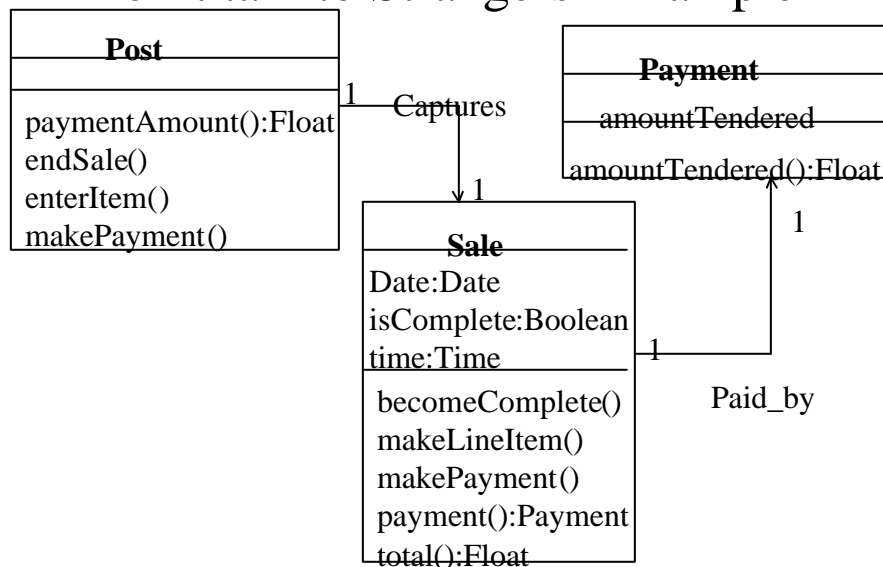 Post
paymentAmount():Float
endSale()
enterItem()
makePayment()
1
Captures
1
Payment
amountTendered
amountTendered():Float
1
Sale
Date:Date
isComplete:Boolean
time:Time
becomeComplete()
makeLineItem()
makePayment()
payment():Payment
total():Float
1
Paid_by